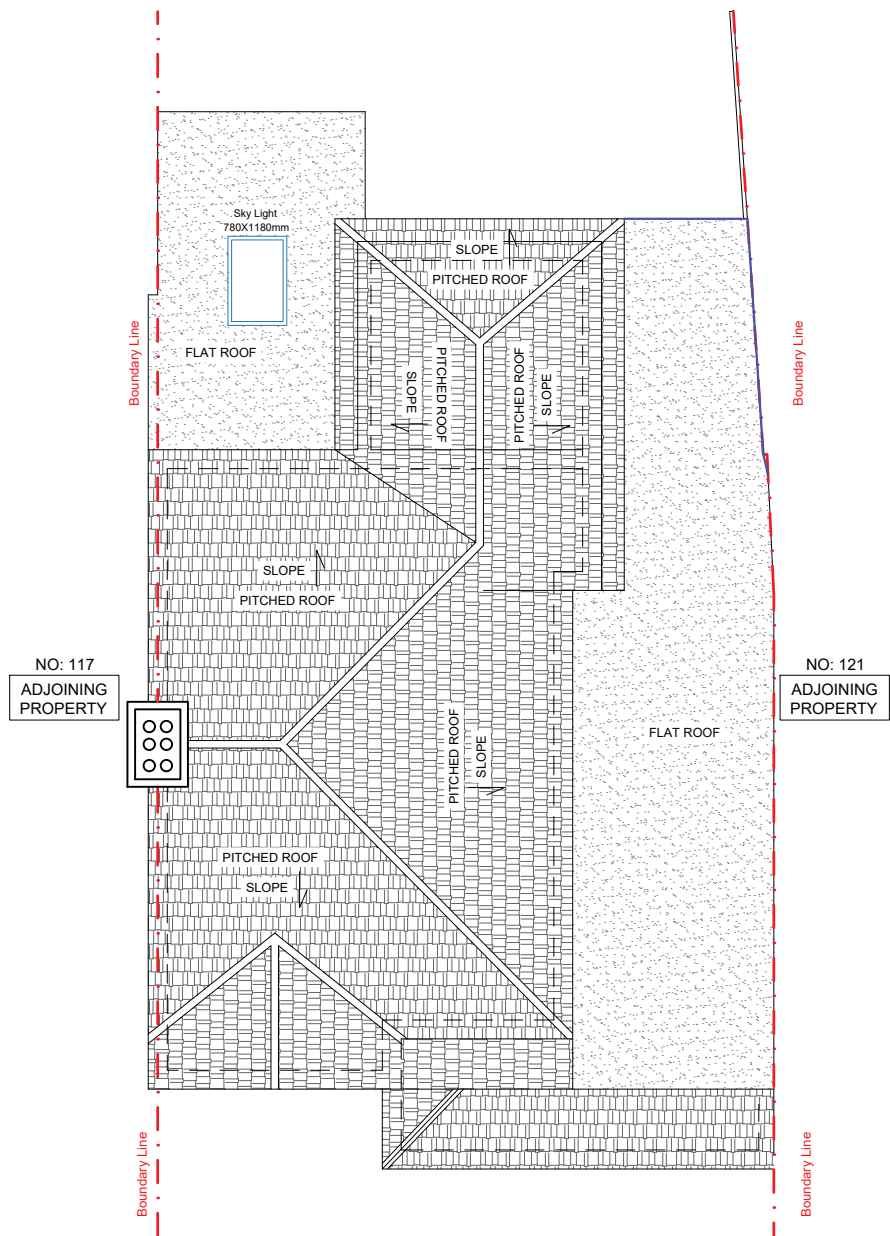 Sky Light
780X1180mm
SLOPE
PITCHED ROOF
Boundary Line
FLAT ROOF
SLOPE
PITCHED ROOF
PITCHED ROOF
SLOPE
Boundary Line
SLOPE
PITCHED ROOF
NO: 117
ADJOINING
PROPERTY
NO: 121
ADJOINING
PROPERTY
PITCHED ROOF
SLOPE
FLAT ROOF
PITCHED ROOF
SLOPE
Boundary Line
Boundary Line